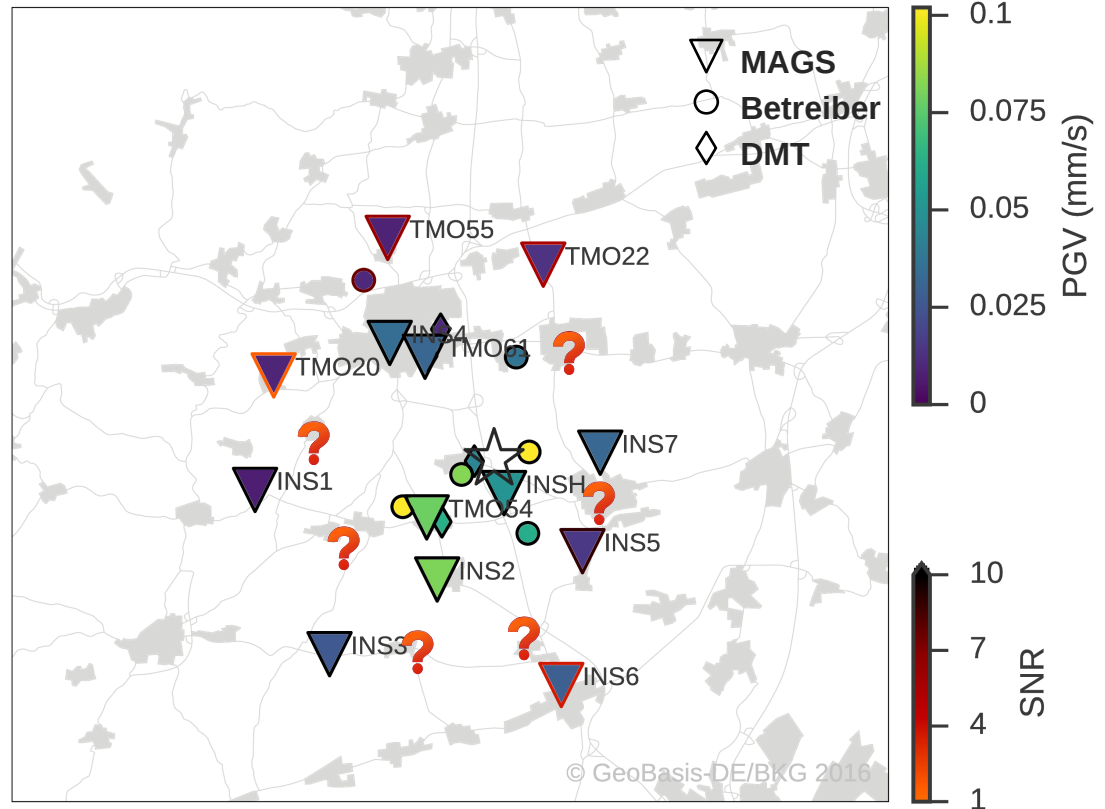 MAGS
Betreiber
DMT
TMO55
TMO22
INS4
TMO61
TMO20
?
?
INS7
INS1
INSH
?
TMO54
INS5
?
INS2
INS3
?
?
INS6
© GeoBasis-DE/BKG 2016
0.1
0.075
0.05
0.025
0
PGV (mm/s)
10
7
4
1
SNR